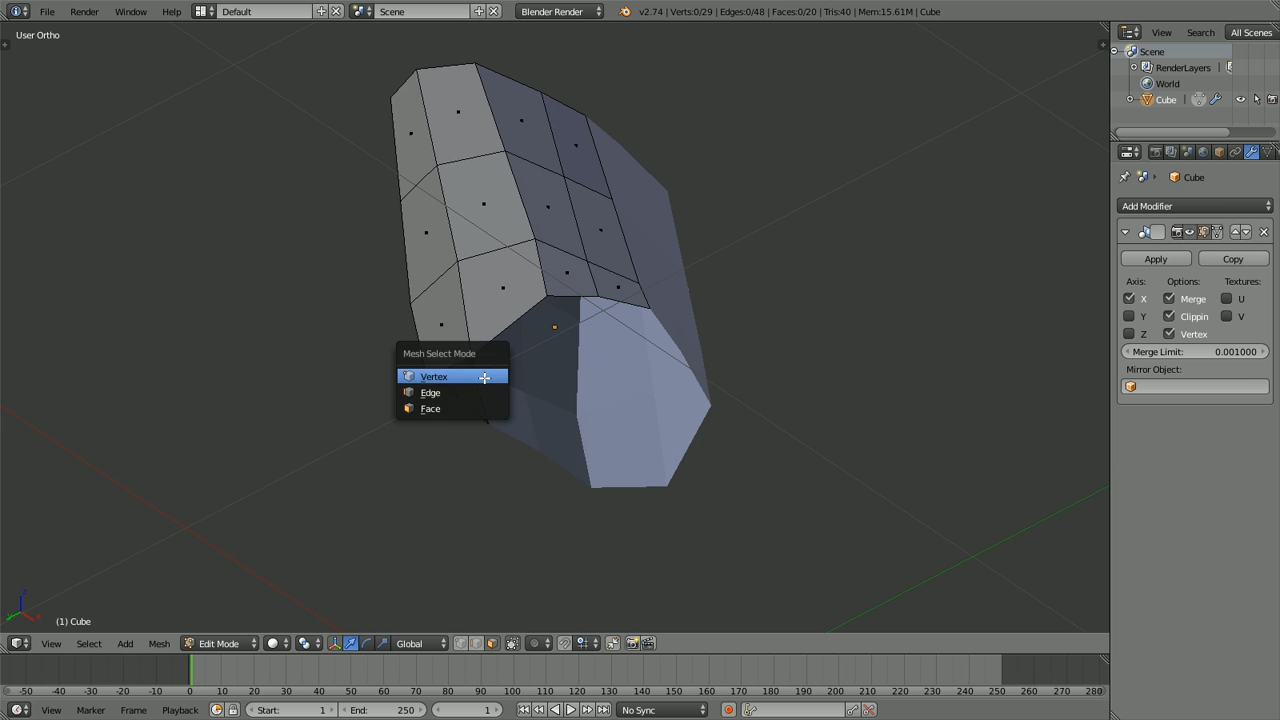 File Render Window Help Default Scene Blender Render v2.74 | Verts:0/29 | Edges:0/48 | Faces:0/20 | Tris:40 | Mem:15.61M | Cube
User Ortho
View Search All Scenes
Scene
RenderLayers
World
Cube
Cube
Add Modifier
Apply Copy
Axis: Options: Textures:
X Merge U
Y Clippin V
Z Vertex
Merge Limit: 0.001000
Mirror Object:
Mesh Select Mode
Vertex
Edge
Face
z
y x
(1) Cube
View Select Add Mesh Edit Mode Global
-50 -40 -30 -20 -10 0 10 20 30 40 50 60 70 80 90 100 110 120 130 140 150 160 170 180 190 200 210 220 230 240 250 260 270 280
View Marker Frame Playback Start: 1 End: 250 1 No Sync